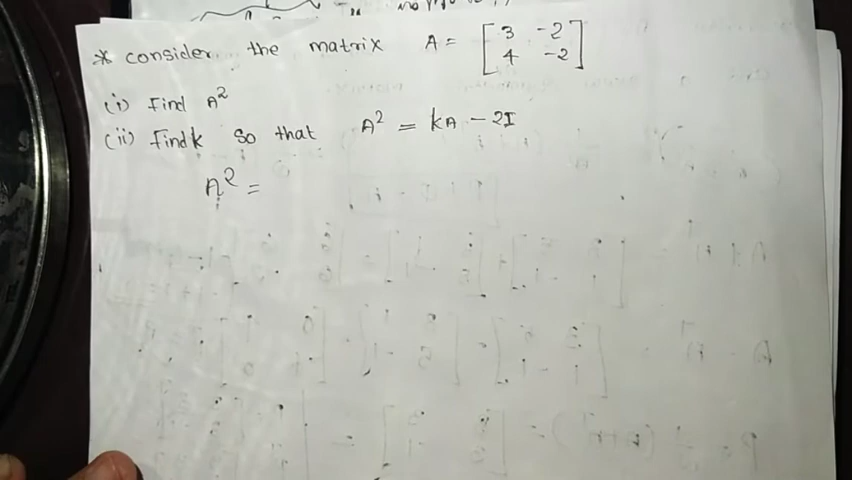 * consider the matrix A = [ 3 -2
4 -2 ]
(i) Find A²
(ii) Find k so that A² = kA - 2I
A² =